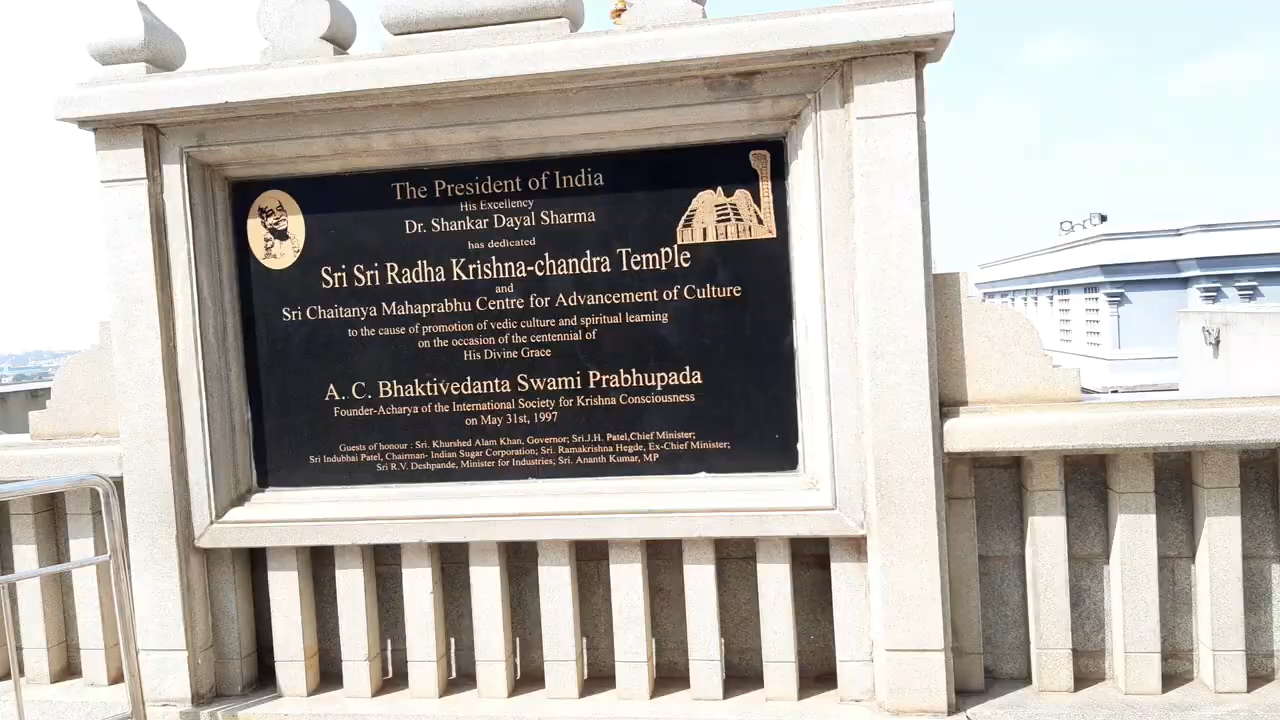 The President of India
His Excellency
Dr. Shankar Dayal Sharma
has dedicated
Sri Sri Radha Krishna-chandra Temple
and
Sri Chaitanya Mahaprabhu Centre for Advancement of Culture
to the cause of promotion of vedic culture and spiritual learning
on the occasion of the centennial of
His Divine Grace
A. C. Bhaktivedanta Swami Prabhupada
Founder-Acharya of the International Society for Krishna Consciousness
on May 31st, 1997
Guests of honour : Sri. Khurshed Alam Khan, Governor; Sri.J.H. Patel,Chief Minister;
Sri Indubhai Patel, Chairman- Indian Sugar Corporation; Sri. Ramakrishna Hegde, Ex-Chief Minister;
Sri R.V. Deshpande, Minister for Industries; Sri. Ananth Kumar, MP